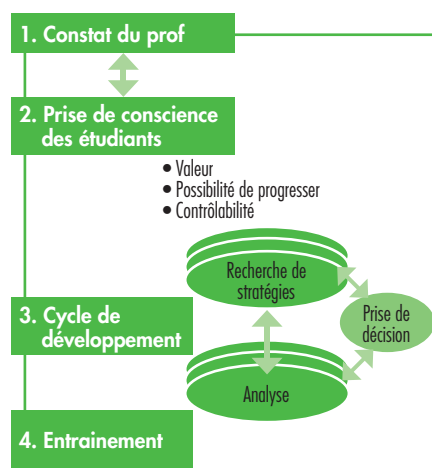 1. Constat du prof
2. Prise de conscience
des étudiants
• Valeur
• Possibilité de progresser
• Contrôlabilité
Recherche de
stratégies
Prise de
décision
3. Cycle de
développement
Analyse
4. Entrainement